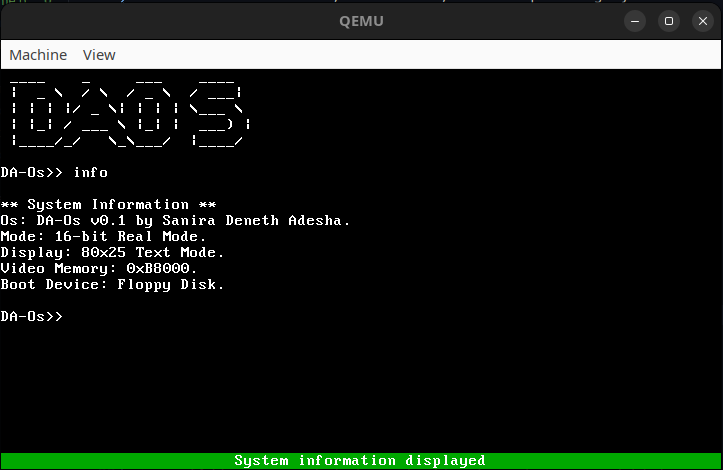 QEMU
Machine View
DAOS
DA-Os>> info
** System Information **
Os: DA-Os v0.1 by Sanira Deneth Adesha.
Mode: 16-bit Real Mode.
Display: 80x25 Text Mode.
Video Memory: 0xB8000.
Boot Device: Floppy Disk.
DA-Os>>
System information displayed